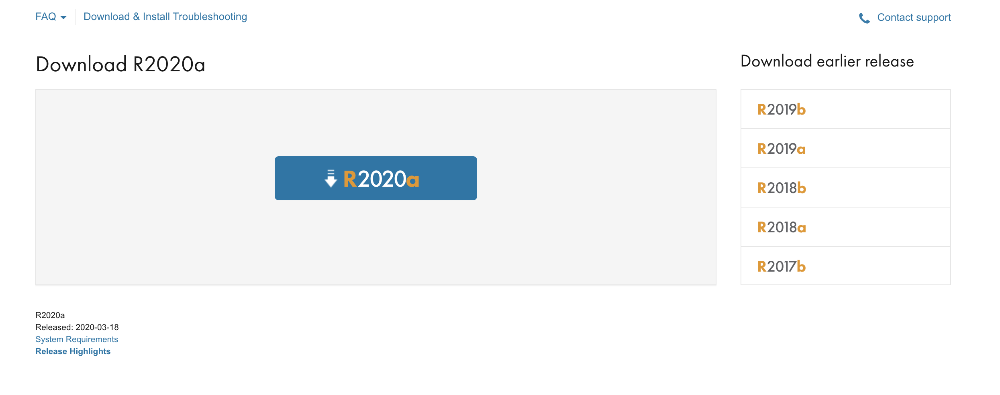 FAQ
Download & Install Troubleshooting
Contact support
Download R2020a
R2020a
Download earlier release
R2019b
R2019a
R2018b
R2018a
R2017b
R2020a
Released: 2020-03-18
System Requirements
Release Highlights